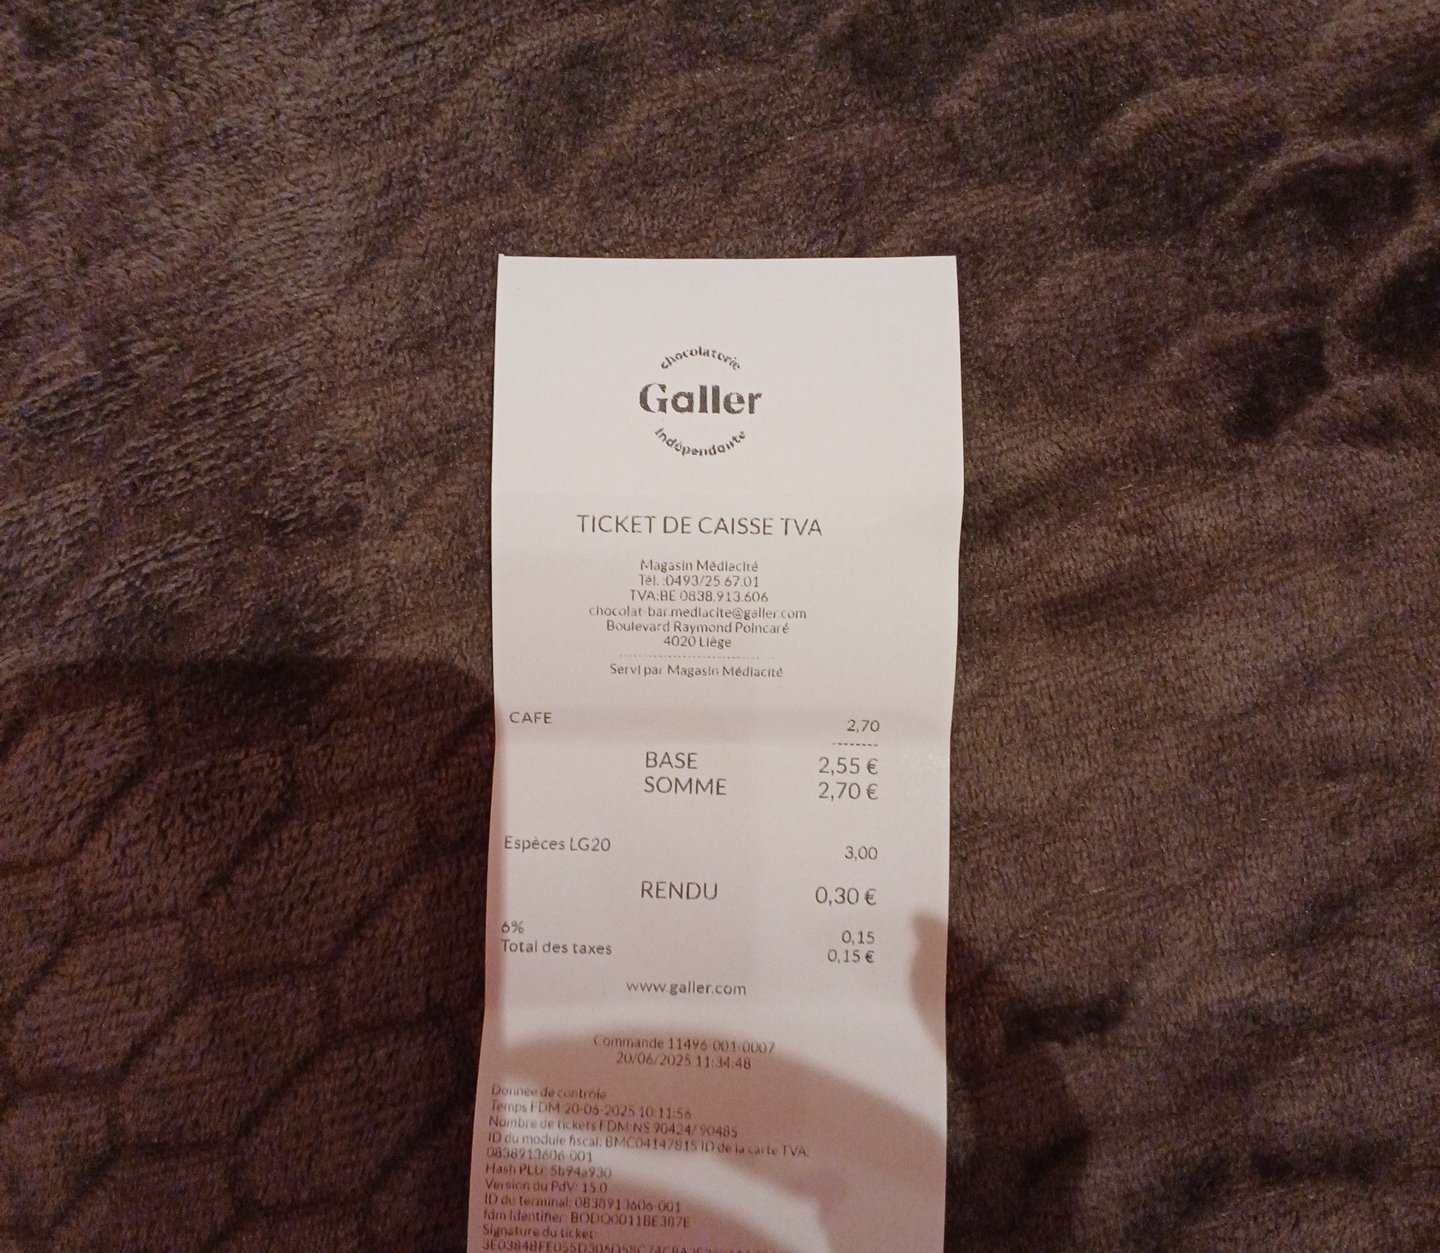 chocolaterie
Galler
indépendante
TICKET DE CAISSE TVA
Magasin Médiacité
Tél. :0493/25.67.01
TVA:BE 0838.913.606
chocolat-bar.mediacite@galler.com
Boulevard Raymond Poincaré
4020 Liège
Servi par Magasin Médiacité
CAFE 2,70
BASE 2,55 €
SOMME 2,70 €
Espèces LG20 3,00
RENDU 0,30 €
6% 0,15
Total des taxes 0,15 €
www.galler.com
Commande 11496-001-0007
20/06/2025 11:34:48
Donnée de contrôle
Temps FDM:20-06-2025 10:11:56
Nombre de tickets FDM:NS 90424/90485
ID du module fiscal: BMC04147815 ID de la carte TVA:
0838913606-001
Hash PLU: 5b94a930
Version du PdV: 15.0
ID du terminal: 0838913606-001
fdm Identifier: BODO0011BE387E
Signature du ticket: